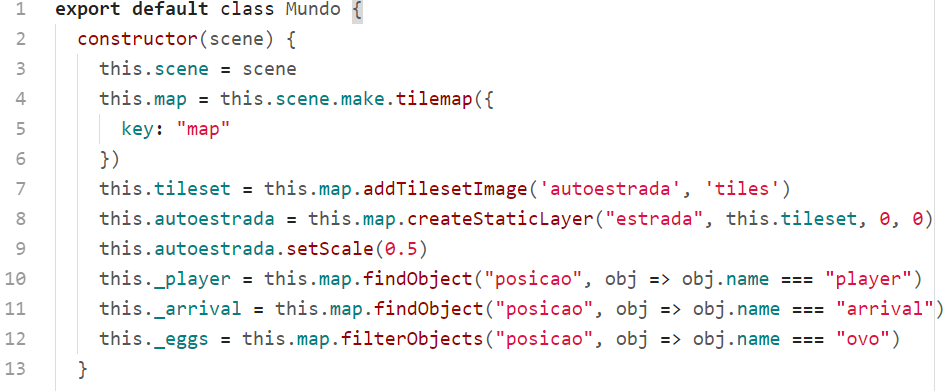 1 export default class Mundo {
2 constructor(scene) {
3 this.scene = scene
4 this.map = this.scene.make.tilemap({
5 key: "map"
6 })
7 this.tileset = this.map.addTilesetImage('autoestrada', 'tiles')
8 this.autoestrada = this.map.createStaticLayer("estrada", this.tileset, 0, 0)
9 this.autoestrada.setScale(0.5)
10 this._player = this.map.findObject("posicao", obj => obj.name === "player")
11 this._arrival = this.map.findObject("posicao", obj => obj.name === "arrival")
12 this._eggs = this.map.filterObjects("posicao", obj => obj.name === "ovo")
13 }